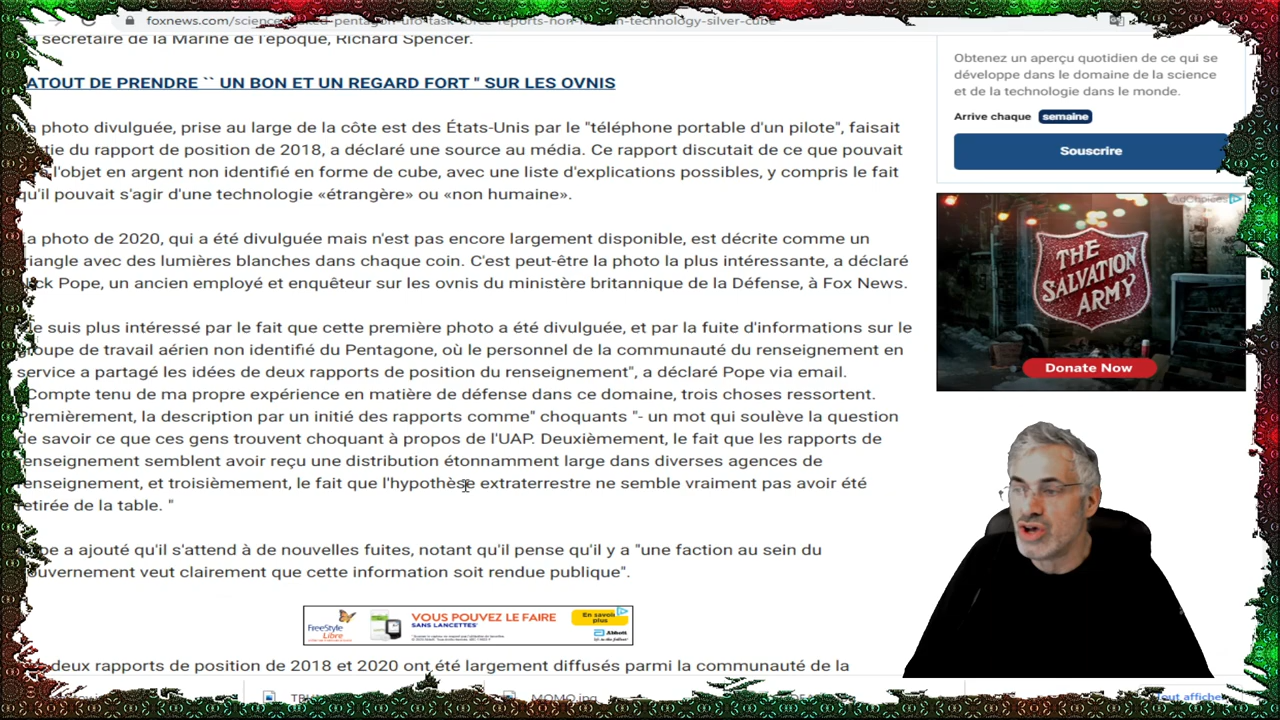 foxnews.com/science
secrétaire de la Marine de l'époque, Richard Spencer.
ATOUT DE PRENDRE `` UN BON ET UN REGARD FORT '' SUR LES OVNIS
a photo divulguée, prise au large de la côte est des États-Unis par le "téléphone portable d'un pilote", faisait
tie du rapport de position de 2018, a déclaré une source au média. Ce rapport discutait de ce que pouvait
l'objet en argent non identifié en forme de cube, avec une liste d'explications possibles, y compris le fait
qu'il pouvait s'agir d'une technologie «étrangère» ou «non humaine».
a photo de 2020, qui a été divulguée mais n'est pas encore largement disponible, est décrite comme un
riangle avec des lumières blanches dans chaque coin. C'est peut-être la photo la plus intéressante, a déclaré
ick Pope, un ancien employé et enquêteur sur les ovnis du ministère britannique de la Défense, à Fox News.
e suis plus intéressé par le fait que cette première photo a été divulguée, et par la fuite d'informations sur le
groupe de travail aérien non identifié du Pentagone, où le personnel de la communauté du renseignement en
service a partagé les idées de deux rapports de position du renseignement", a déclaré Pope via email.
Compte tenu de ma propre expérience en matière de défense dans ce domaine, trois choses ressortent.
Premièrement, la description par un initié des rapports comme" choquants "- un mot qui soulève la question
de savoir ce que ces gens trouvent choquant à propos de l'UAP. Deuxièmement, le fait que les rapports de
renseignement semblent avoir reçu une distribution étonnamment large dans diverses agences de
renseignement, et troisièmement, le fait que l'hypothèse extraterrestre ne semble vraiment pas avoir été
retirée de la table. "
pe a ajouté qu'il s'attend à de nouvelles fuites, notant qu'il pense qu'il y a "une faction au sein du
ouvernement veut clairement que cette information soit rendue publique".
FreeStyle
Libre
VOUS POUVEZ LE FAIRE
SANS LANCETTES
En savoir
plus
Abbott
deux rapports de position de 2018 et 2020 ont été largement diffusés parmi la communauté de la
MOMO.jpg
Tout affiche
Obtenez un aperçu quotidien de ce qui se
développe dans le domaine de la science
et de la technologie dans le monde.
Arrive chaque semaine
Souscrire
AdChoices
THE
SALVATION
ARMY
Donate Now